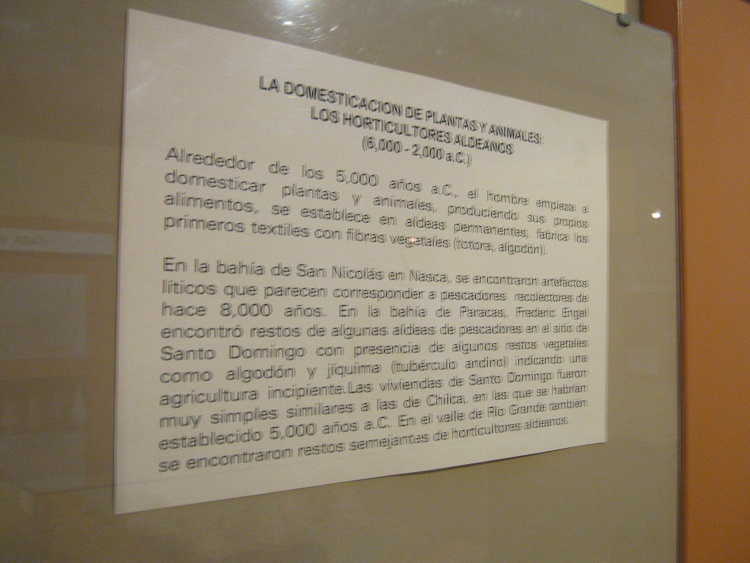 LA DOMESTICACION DE PLANTAS Y ANIMALES:
LOS HORTICULTORES ALDEANOS
(6,000 - 2,000 a.C.)
Alrededor de los 5,000 años a.C., el hombre empieza a
domesticar plantas y animales, produciendo sus propios
alimentos, se establece en aldeas permanentes, fabrica los
primeros textiles con fibras vegetales (totora, algodón).
En la bahía de San Nicolás en Nasca, se encontraron artefactos
líticos que parecen corresponder a pescadores recolectores de
hace 8,000 años. En la bahía de Paracas, Frederic Engel
encontró restos de algunas aldeas de pescadores en el sitio de
Santo Domingo con presencia de algunos restos vegetales
como algodón y jíquima (tubérculo andino) indicando una
agricultura incipiente.Las viviendas de Santo Domingo fueron
muy simples similares a las de Chilca, en las que se habrían
establecido 5,000 años a.C. En el valle de Río Grande también
se encontraron restos semejantes de horticultores aldeanos.